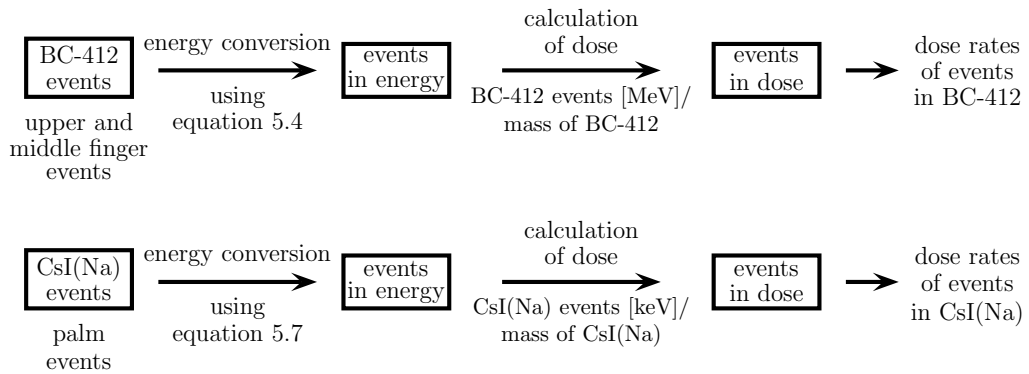 BC-412
events
upper and
middle finger
events
energy conversion
using
equation 5.4
events
in energy
calculation
of dose
BC-412 events [MeV]/
mass of BC-412
events
in dose
dose rates
of events
in BC-412
CsI(Na)
events
palm
events
energy conversion
using
equation 5.7
events
in energy
calculation
of dose
CsI(Na) events [keV]/
mass of CsI(Na)
events
in dose
dose rates
of events
in CsI(Na)